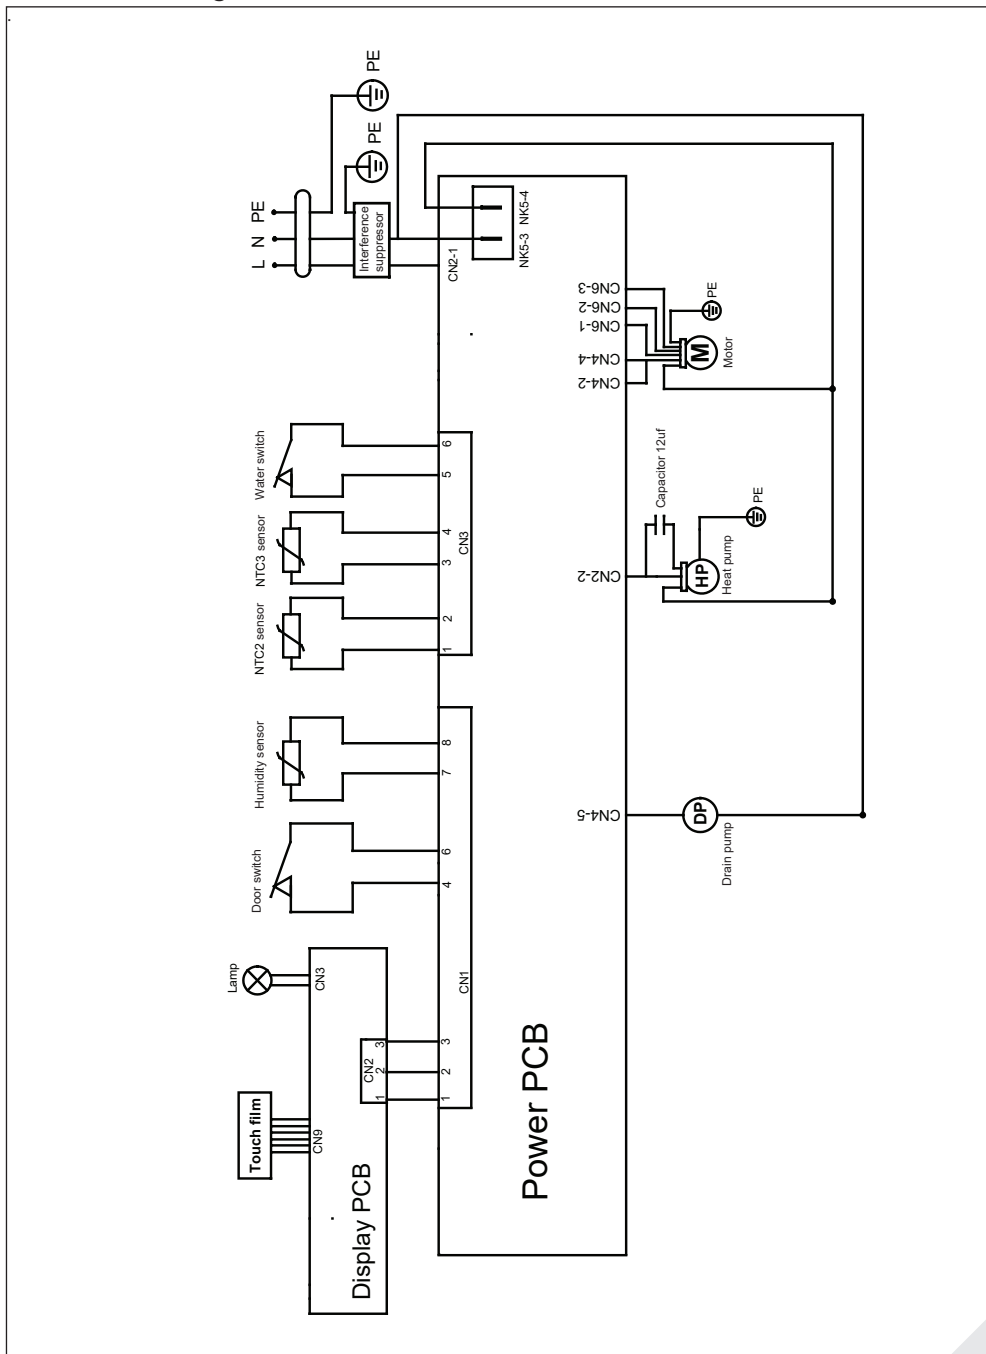 PE
PE
L
N
PE
Interference
suppressor
CN2-1
NK5-3
NK5-4
CN6-3
CN6-2
CN6-1
CN4-4
CN4-2
M
Motor
PE
Water switch
6
5
NTC3 sensor
4
3
CN3
NTC2 sensor
2
1
Capacitor 12uf
CN2-2
HP
Heat pump
PE
Humidity sensor
8
7
Door switch
6
4
CN4-5
DP
Drain pump
Lamp
CN3
CN1
3
2
1
CN2
3
2
1
Touch film
CN9
Display PCB
Power PCB